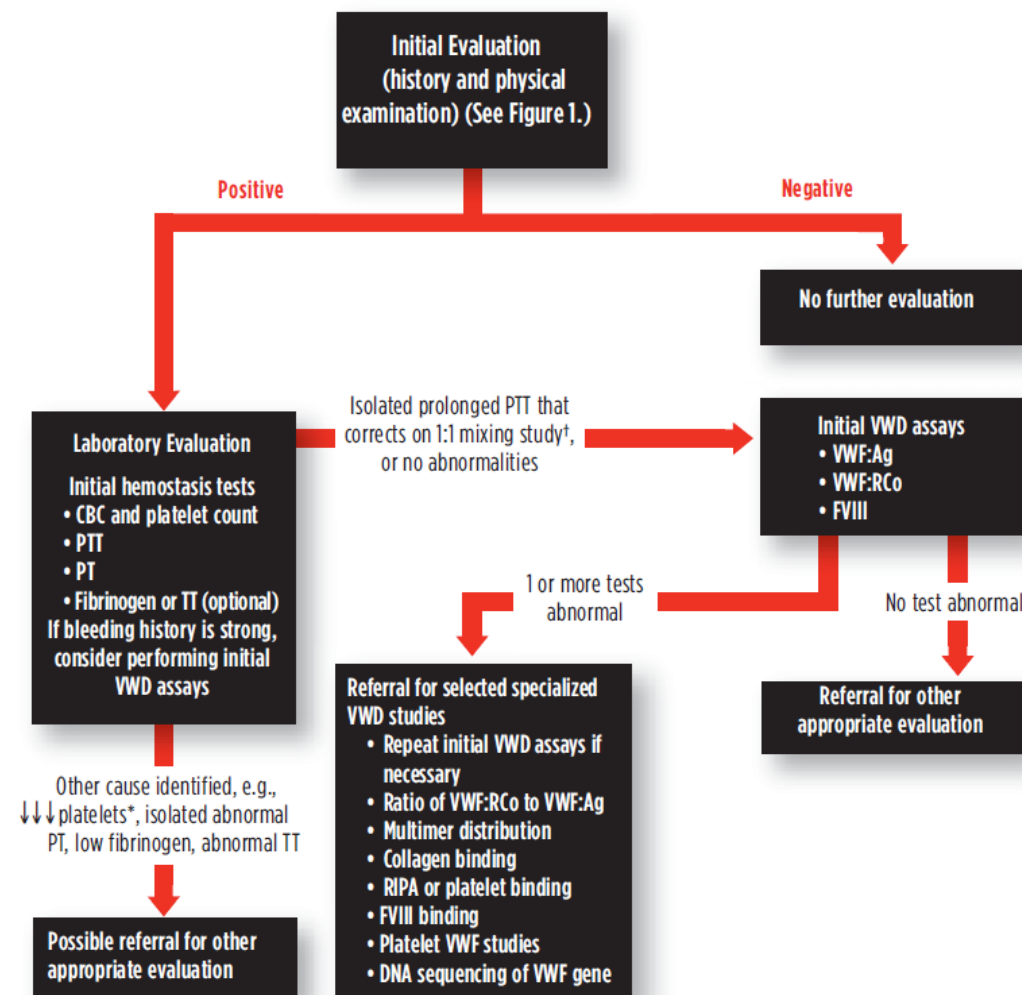 Initial Evaluation
(history and physical
examination) (See Figure 1.)
Positive
Negative
No further evaluation
Laboratory Evaluation
Initial hemostasis tests
• CBC and platelet count
• PTT
• PT
• Fibrinogen or TT (optional)
If bleeding history is strong,
consider performing initial
VWD assays
Isolated prolonged PTT that
corrects on 1:1 mixing study†,
or no abnormalities
Initial VWD assays
• VWF:Ag
• VWF:RCo
• FVIII
1 or more tests
abnormal
No test abnormal
Referral for selected specialized
VWD studies
• Repeat initial VWD assays if
necessary
• Ratio of VWF:RCo to VWF:Ag
• Multimer distribution
• Collagen binding
• RIPA or platelet binding
• FVIII binding
• Platelet VWF studies
• DNA sequencing of VWF gene
Referral for other
appropriate evaluation
Other cause identified, e.g.,
↓↓↓platelets*, isolated abnormal
PT, low fibrinogen, abnormal TT
Possible referral for other
appropriate evaluation